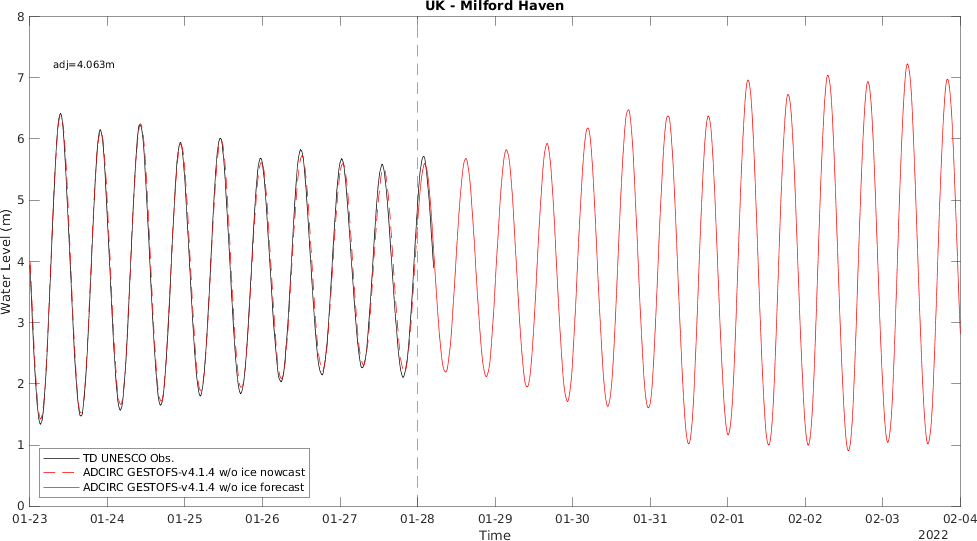 UK - Milford Haven
8
adj=4.063m
7
6
5
4
3
2
1
0
Water Level (m)
TD UNESCO Obs.
ADCIRC GESTOFS-v4.1.4 w/o ice nowcast
ADCIRC GESTOFS-v4.1.4 w/o ice forecast
01-23 01-24 01-25 01-26 01-27 01-28 01-29 01-30 01-31 02-01 02-02 02-03 02-04
Time
2022